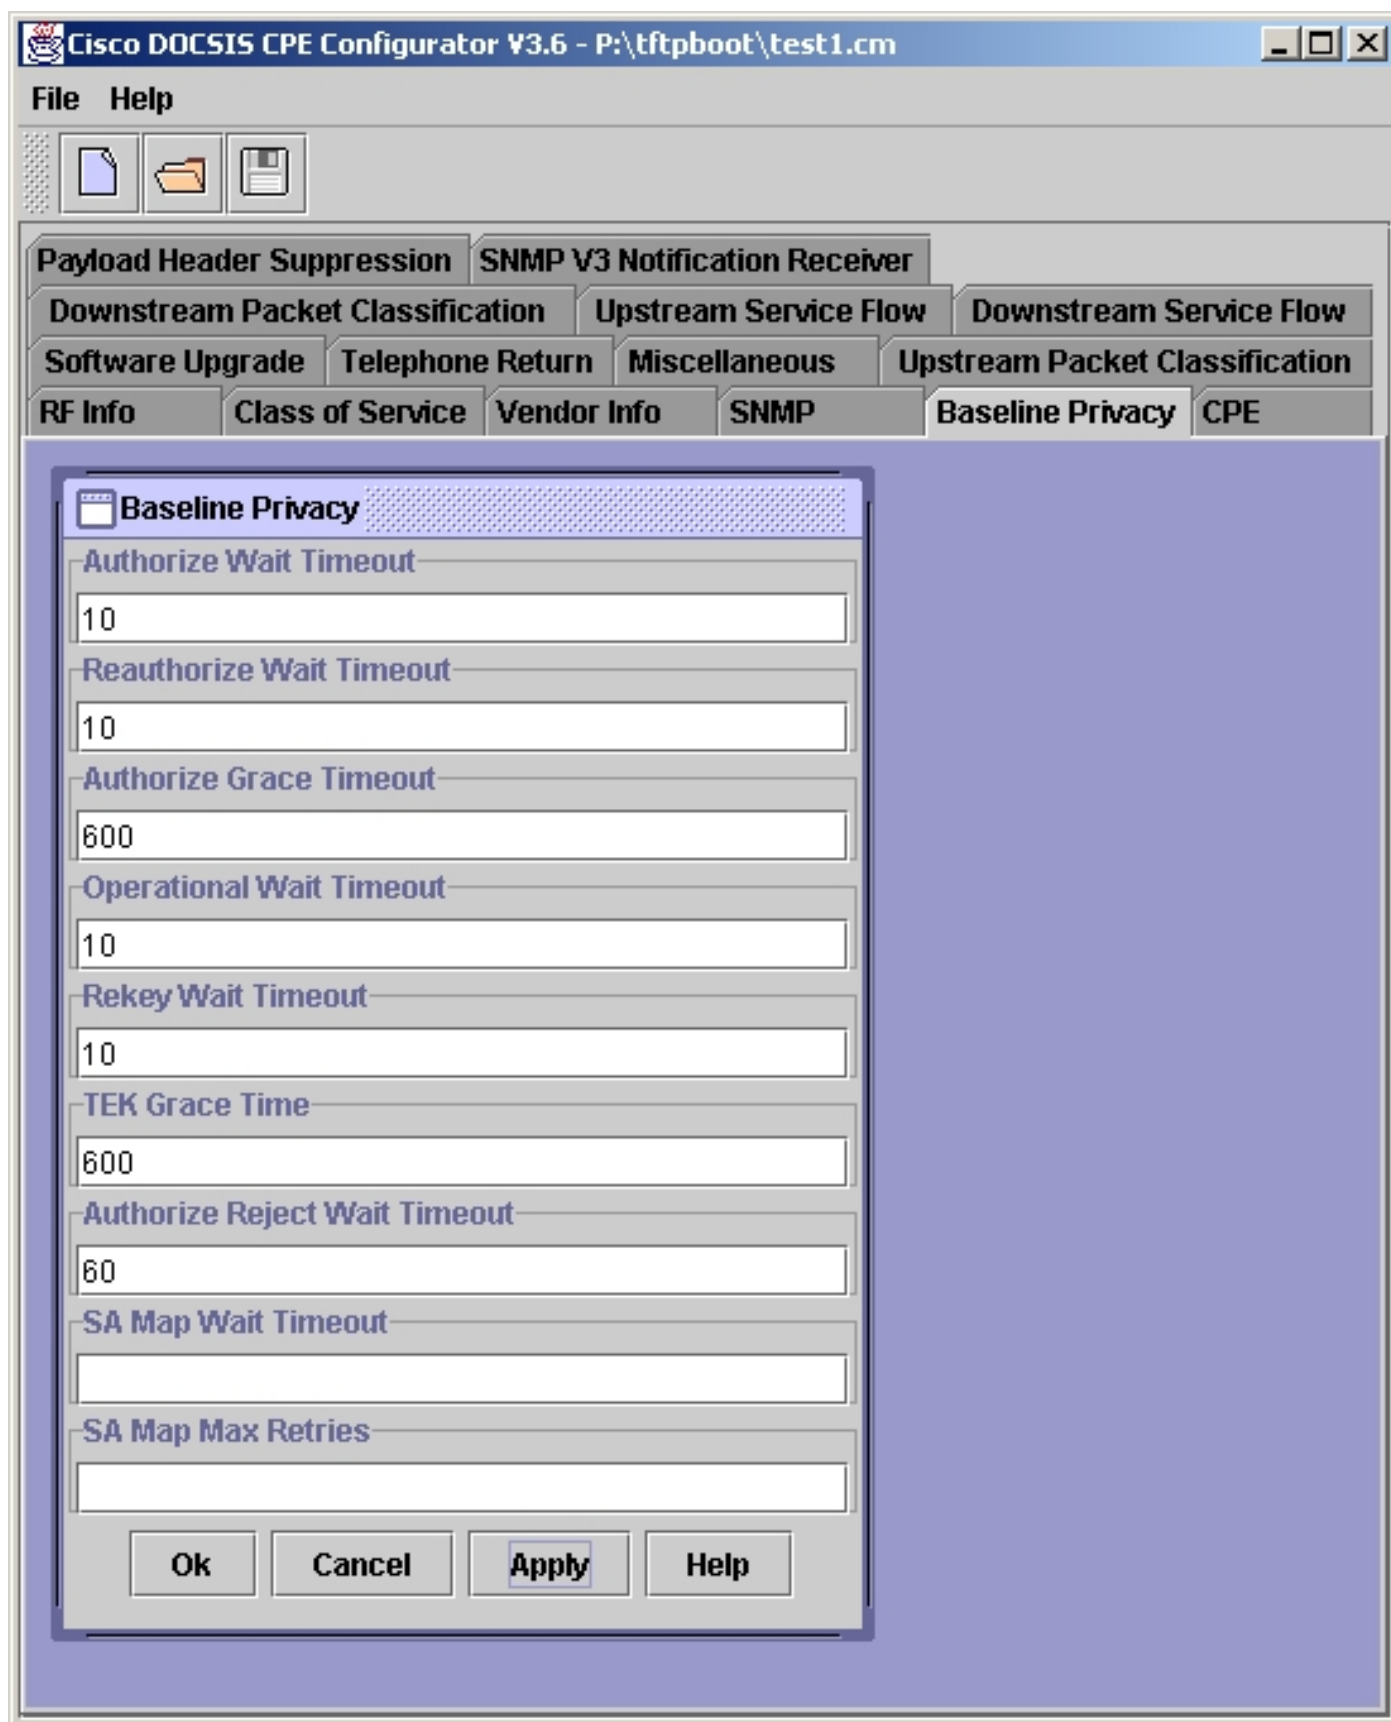 Cisco DOCSIS CPE Configurator V3.6 - P:\tftpboot\test1.cm
File Help
Payload Header Suppression SNMP V3 Notification Receiver
Downstream Packet Classification Upstream Service Flow Downstream Service Flow
Software Upgrade Telephone Return Miscellaneous Upstream Packet Classification
RF Info Class of Service Vendor Info SNMP Baseline Privacy CPE
Baseline Privacy
Authorize Wait Timeout
10
Reauthorize Wait Timeout
10
Authorize Grace Timeout
600
Operational Wait Timeout
10
Rekey Wait Timeout
10
TEK Grace Time
600
Authorize Reject Wait Timeout
60
SA Map Wait Timeout
SA Map Max Retries
Ok Cancel Apply Help